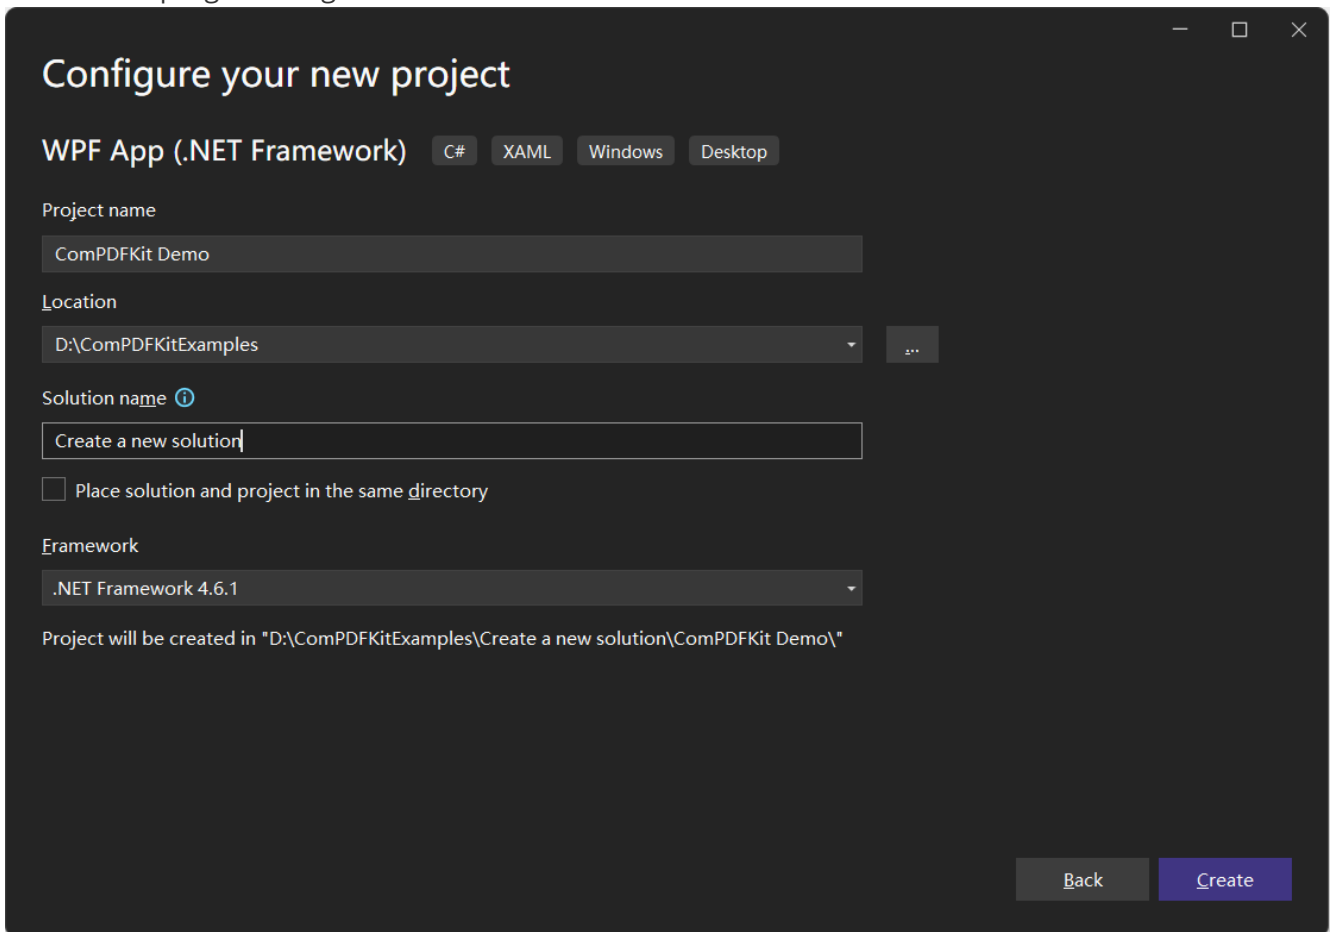 Configure your new project
WPF App (.NET Framework) C# XAML Windows Desktop
Project name
ComPDFKit Demo
Location
D:\ComPDFKitExamples
...
Solution name
Create a new solution
Place solution and project in the same directory
Framework
.NET Framework 4.6.1
Project will be created in "D:\ComPDFKitExamples\Create a new solution\ComPDFKit Demo\"
Back Create